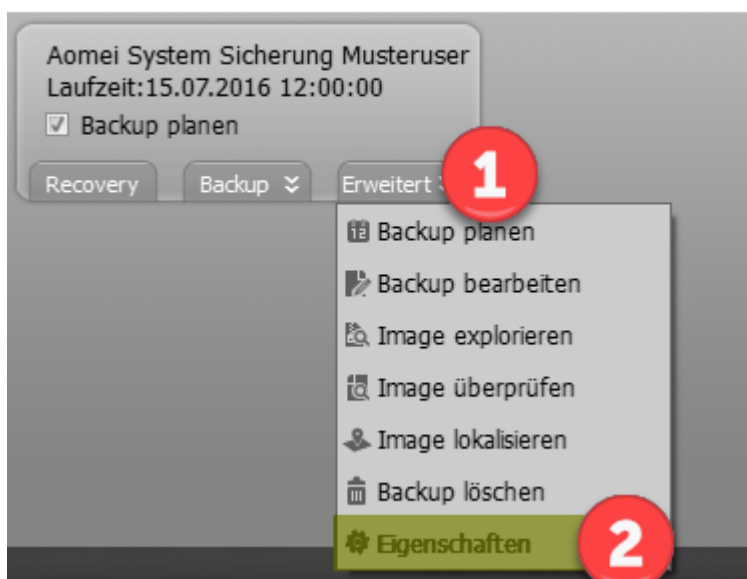 Aomei System Sicherung Musteruser
Laufzeit:15.07.2016 12:00:00
Backup planen
Recovery
Backup
Erweitert
1
Backup planen
Backup bearbeiten
Image explorieren
Image überprüfen
Image lokalisieren
Backup löschen
Eigenschaften
2